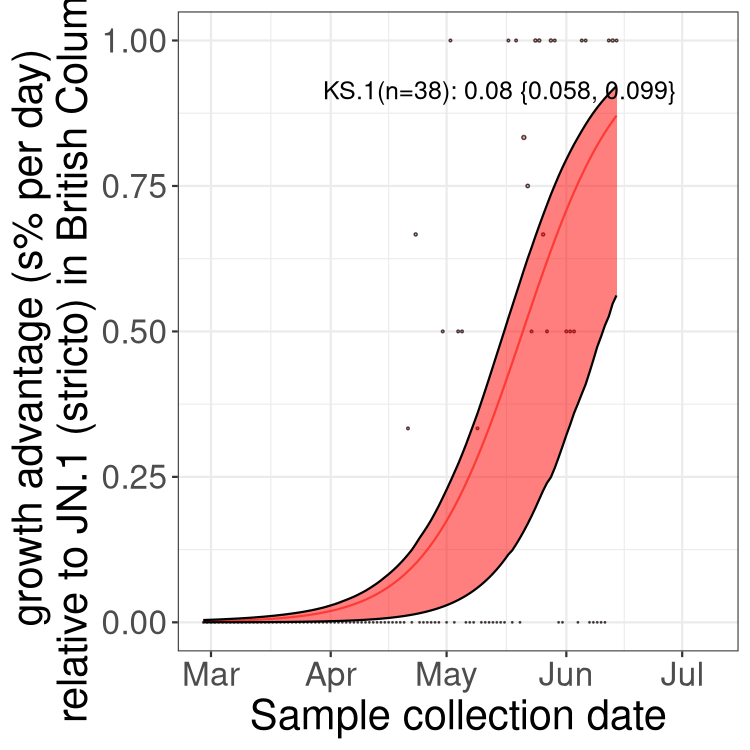 growth advantage (s% per day)
relative to JN.1 (stricto) in British Colum
1.00
0.75
0.50
0.25
0.00
KS.1(n=38): 0.08 {0.058, 0.099}
Mar Apr May Jun Jul
Sample collection date